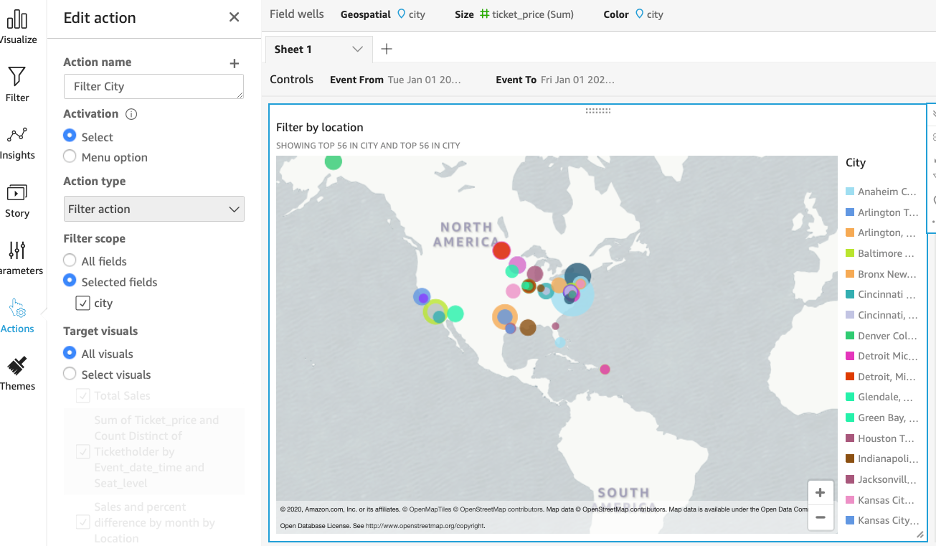 Visualize
Filter
Insights
Story
arameters
Actions
Themes
Edit action
Action name
Filter City
Activation
Select
Menu option
Action type
Filter action
Filter scope
All fields
Selected fields
city
Target visuals
All visuals
Select visuals
Total Sales
Sum of Ticket_price and
Count Distinct of
Ticketholder by
Event_date_time and
Seat_level
Sales and percent
difference by month by
Location
Field wells Geospatial city Size ticket_price (Sum) Color city
Sheet 1
Controls Event From Tue Jan 01 20... Event To Fri Jan 01 202...
Filter by location
SHOWING TOP 56 IN CITY AND TOP 56 IN CITY
NORTH
AMERICA
SOUTH
AMERICA
© 2020, Amazon.com, Inc. or its affiliates. © OpenMapTiles © OpenStreetMap contributors. Map data © OpenStreetMap contributors. Map data is available under the Open Data Com
Open Database License. See http://www.openstreetmap.org/copyright.
City
Anaheim C...
Arlington T...
Arlington, ...
Baltimore ...
Bronx New...
Cincinnati ...
Cincinnati, ...
Denver Col...
Detroit Mic...
Detroit, Mi...
Glendale, ...
Green Bay, ...
Houston T...
Indianapoli...
Jacksonvill...
Kansas Cit...
Kansas City...